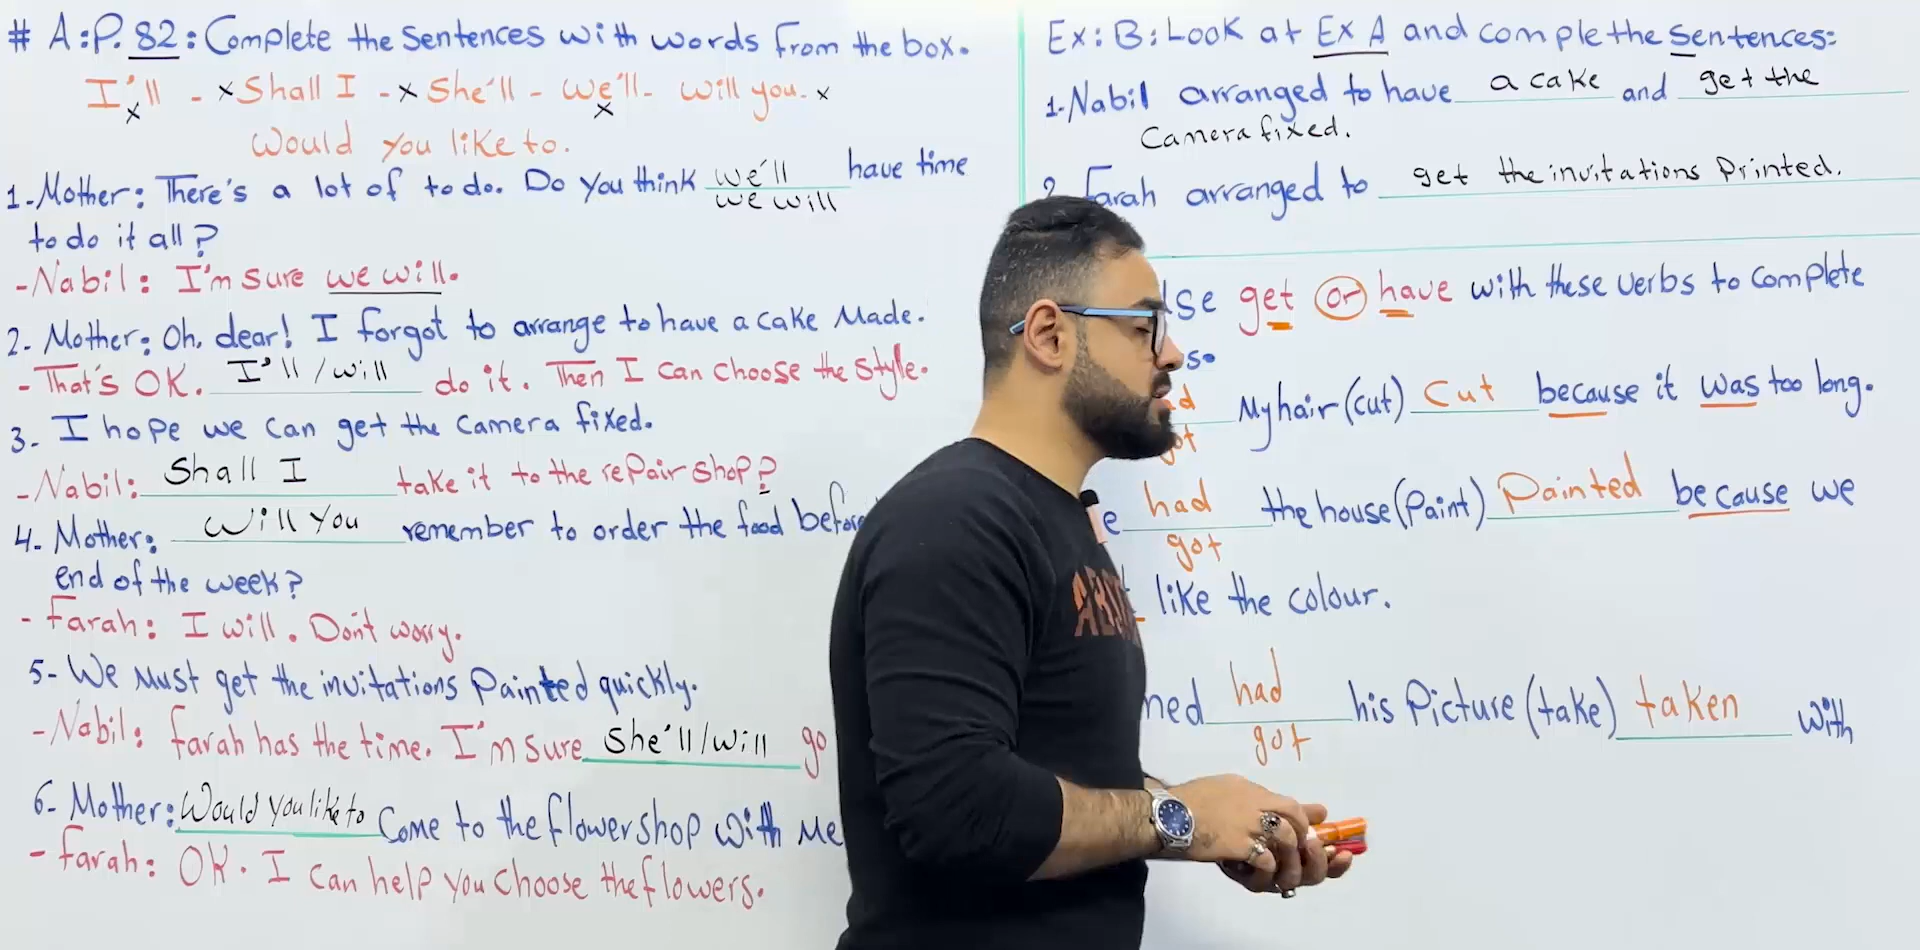 # A:P. 82: Complete the sentences with words from the box.
I'll - Shall I - She'll - we'll - will you.
Would you like to.
1. Mother: There's a lot of to do. Do you think we'll have time
we will
to do it all?
- Nabil: I'm sure we will.
2. Mother: Oh, dear! I forgot to arrange to have a cake Made.
- That's OK. I'll/will do it. Then I can choose the style.
3. I hope we can get the camera fixed.
- Nabil: Shall I take it to the repair shop?
4. Mother: Will you remember to order the food before
end of the week?
- Farah: I will. Don't worry.
5- We Must get the invitations Painted quickly.
- Nabil: farah has the time. I'm sure she'll/will go
6- Mother: Would you like to Come to the flower shop with Me
- Farah: OK. I can help you choose the flowers.
Ex: B: Look at Ex A and complete the sentences:
1. Nabil arranged to have a cake and get the
Camera fixed.
Farah arranged to get the invitations Printed.
get or have with these verbs to complete
My hair (cut) Cut because it was too long.
had the house (Paint) Painted because we
got
like the colour.
had his Picture (take) taken with
got